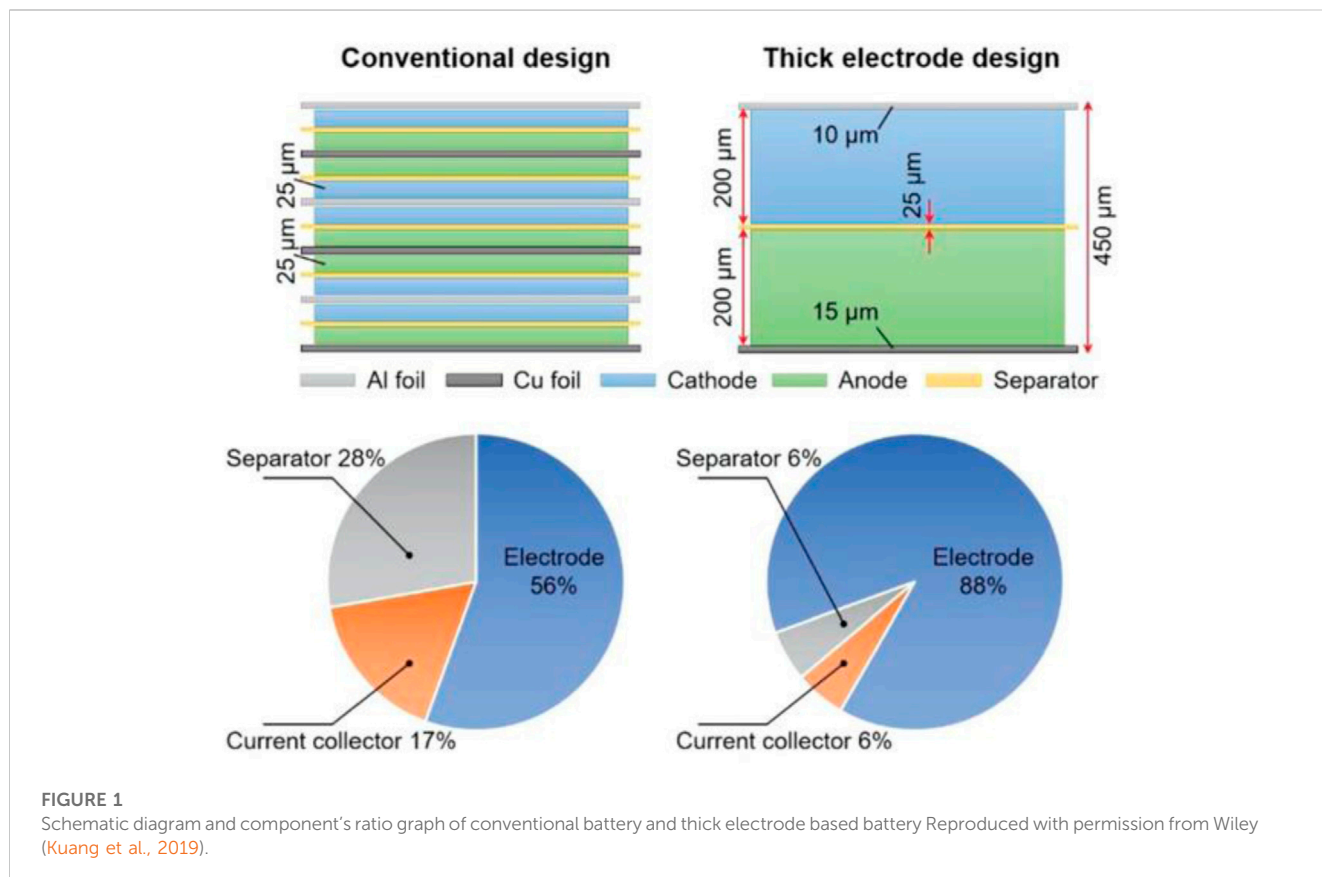 Conventional design
Thick electrode design
25 µm
25 µm
200 µm
200 µm
10 µm
25 µm
15 µm
450 µm
Al foil
Cu foil
Cathode
Anode
Separator
Separator 28%
Electrode
56%
Current collector 17%
Separator 6%
Electrode
88%
Current collector 6%
FIGURE 1
Schematic diagram and component's ratio graph of conventional battery and thick electrode based battery Reproduced with permission from Wiley
(Kuang et al., 2019).